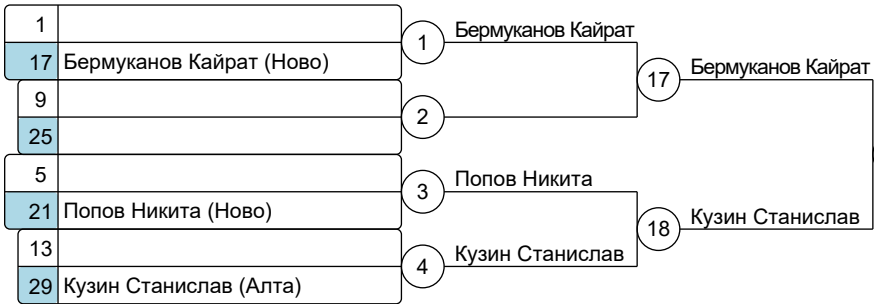 1
17 Бермуканов Кайрат (Ново)
9
25
5
21 Попов Никита (Ново)
13
29 Кузин Станислав (Алта)
1 Бермуканов Кайрат
2
3 Попов Никита
4 Кузин Станислав
17 Бермуканов Кайрат
18 Кузин Станислав